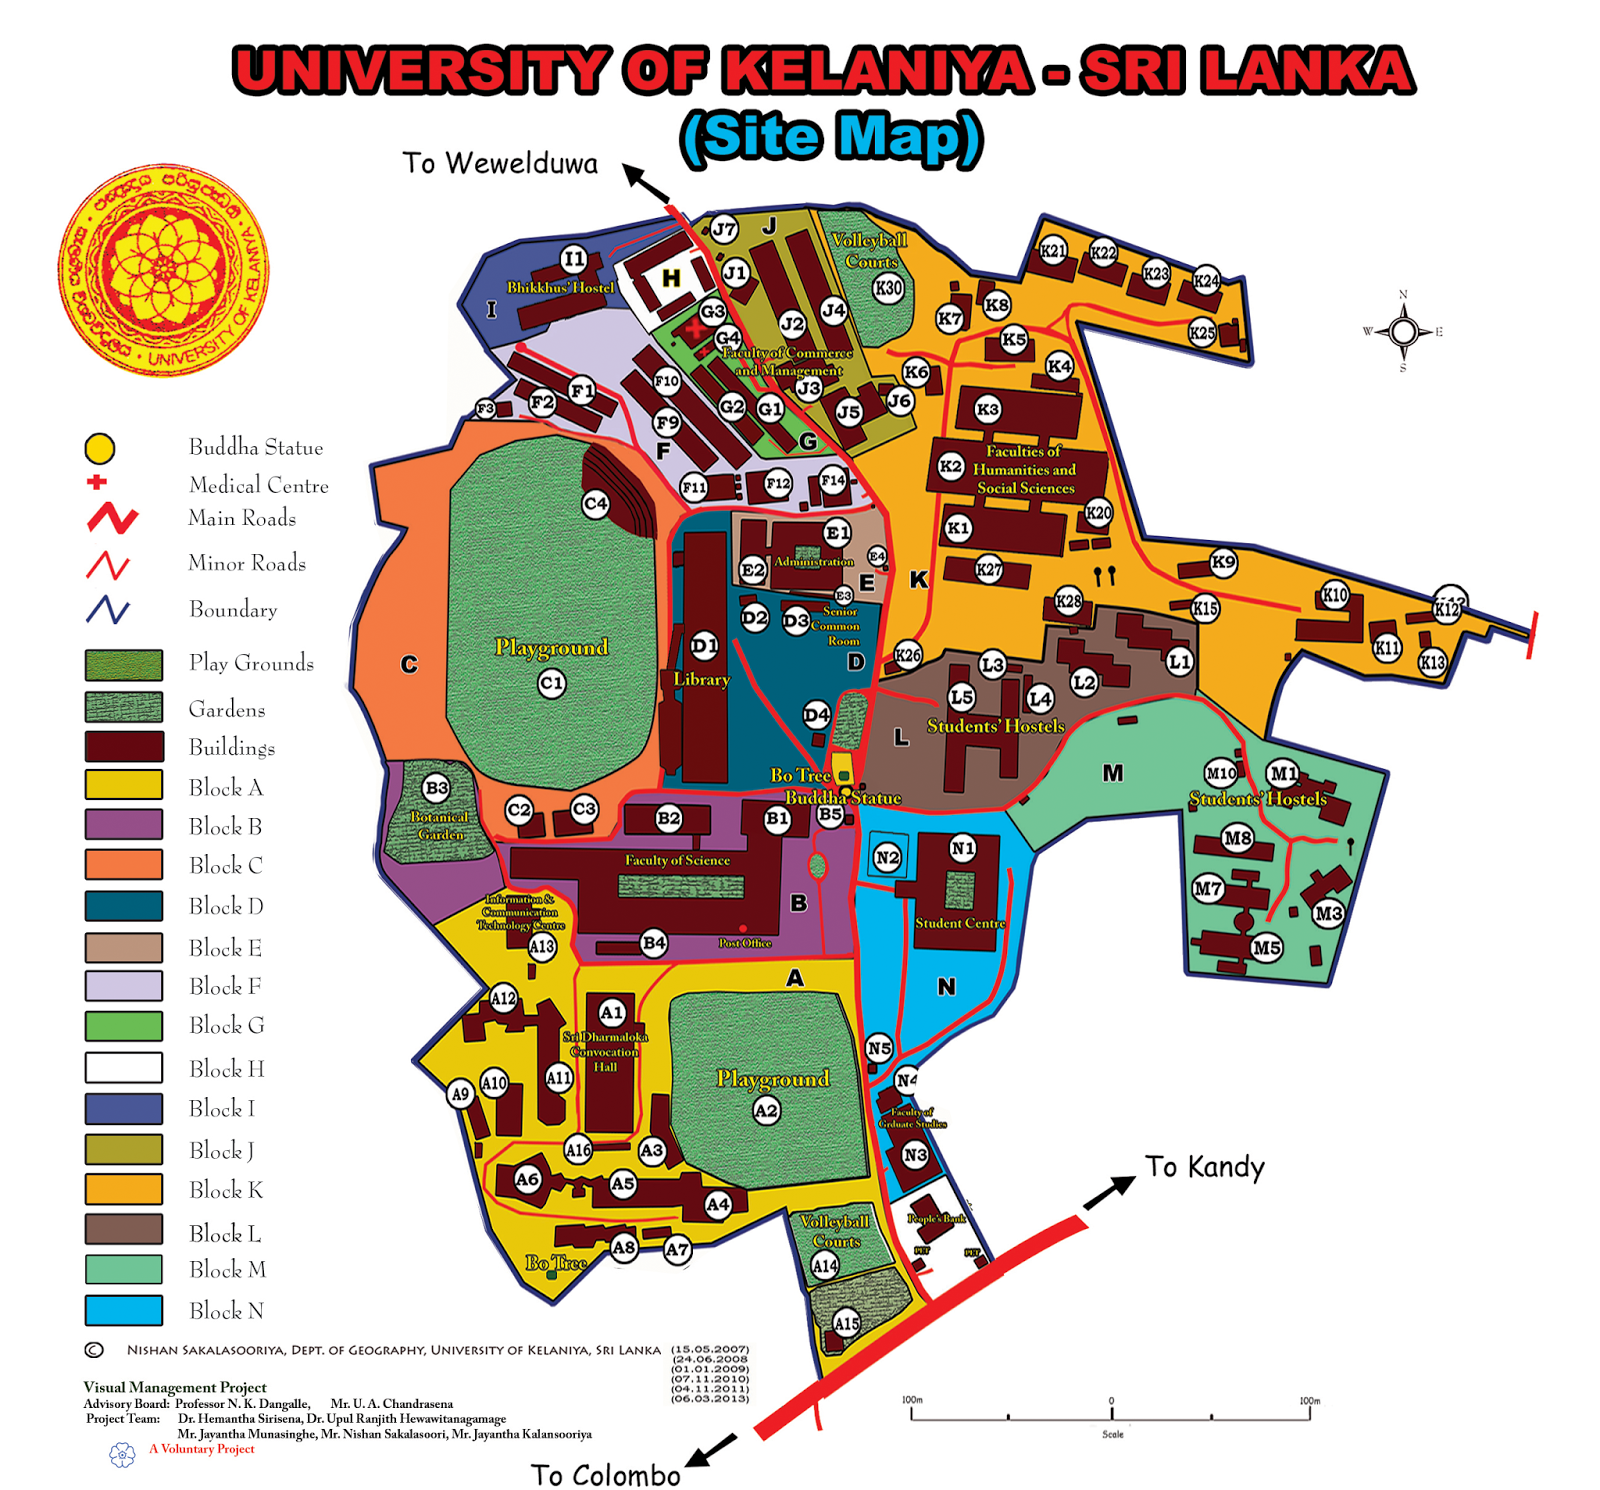 UNIVERSITY OF KELANIYA - SRI LANKA
(Site Map)
To Wewelduwa
UNIVERSITY OF KELANIYA
J7
J
Volleyball
Courts
K30
K21
K22
K23
K24
K25
I1
Bhikkhus' Hostel
I
H
J1
G3
G4
J2
J4
Faculty of Commerce
and Management
J3
J5
J6
K7
K8
K5
K6
K4
K3
N
W
E
S
F1
F2
F3
F10
F9
F
G2
G1
G
F11
F12
F14
K2
Faculties of
Humanities and
Social Sciences
K20
K1
K27
K
K9
K28
K15
K10
K12
K11
K13
K26
C4
E1
E2
Administration
E4
E
E3
D2
D3
Senior
Common
Room
D
D1
Library
D4
Playground
C1
C
L3
L1
L5
L4
L2
Students' Hostels
L
M
M10
M1
Students' Hostels
M8
M7
M3
M5
Bo Tree
Buddha Statue
B3
Botanical
Garden
C2
C3
B2
B1
B5
Faculty of Science
B
B4
Post Office
N2
N1
Student Centre
N
Information &
Communication
Technology Centre
A13
A
A12
A1
Sri Dharmaloka
Convocation
Hall
A11
A10
A9
Playground
A2
N5
N4
Faculty of
Grduate Studies
N3
A16
A3
A6
A5
A4
A8
A7
Bo Tree
Volleyball
Courts
A14
A15
People's Bank
To Kandy
To Colombo
Buddha Statue
Medical Centre
Main Roads
Minor Roads
Boundary
Play Grounds
Gardens
Buildings
Block A
Block B
Block C
Block D
Block E
Block F
Block G
Block H
Block I
Block J
Block K
Block L
Block M
Block N
© NISHAN SAKALASOORIYA, DEPT. OF GEOGRAPHY, UNIVERSITY OF KELANIYA, SRI LANKA
(15.05.2007)
(24.06.2008
(01.01.2009)
(07.11.2010)
(04.11.2011)
(06.03.2013)
Visual Management Project
Advisory Board: Professor N. K. Dangalle, Mr. U. A. Chandrasena
Project Team: Dr. Hemantha Sirisena, Dr. Upul Ranjith Hewawitanagamage
Mr. Jayantha Munasinghe, Mr. Nishan Sakalasoori, Mr. Jayantha Kalansooriya
A Voluntary Project
100m
0
100m
Scale